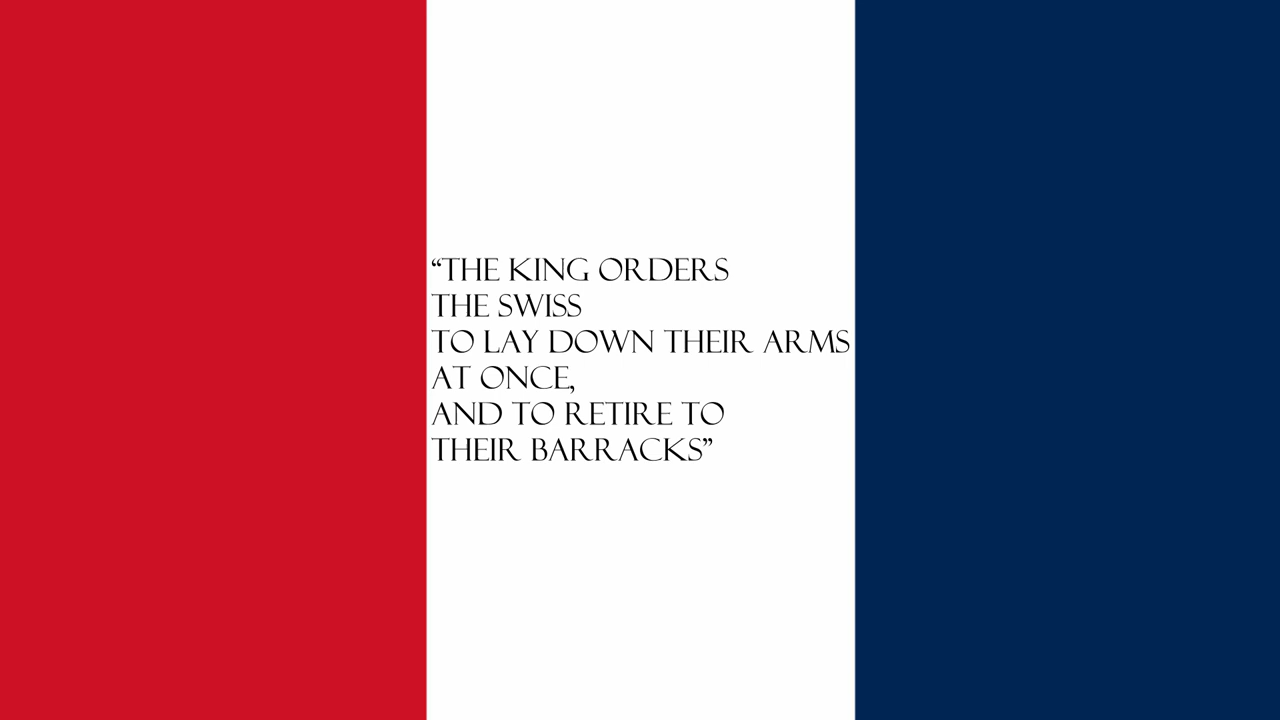 “THE KING ORDERS
THE SWISS
TO LAY DOWN THEIR ARMS
AT ONCE,
AND TO RETIRE TO
THEIR BARRACKS”